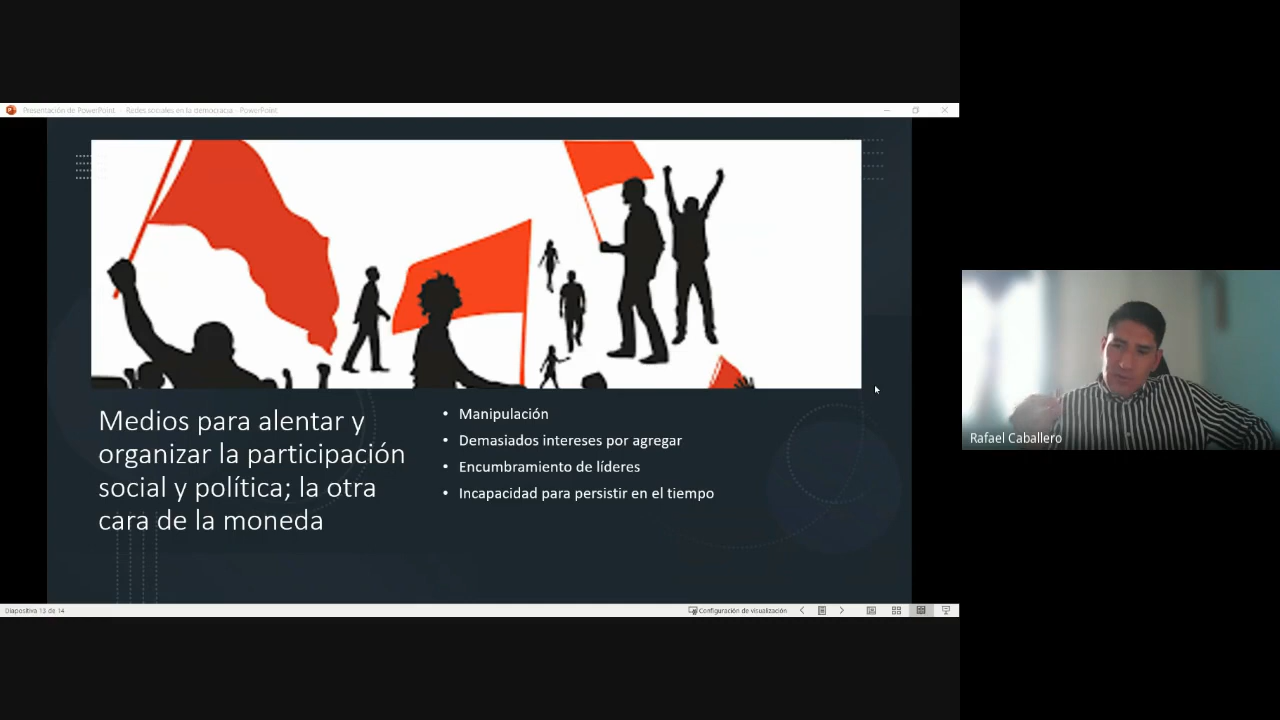 Presentación de PowerPoint - Redes sociales en la democracia - PowerPoint
Medios para alentar y
organizar la participación
social y política; la otra
cara de la moneda
• Manipulación
• Demasiados intereses por agregar
• Encumbramiento de líderes
• Incapacidad para persistir en el tiempo
Rafael Caballero
Diapositiva 13 de 14
Configuración de visualización